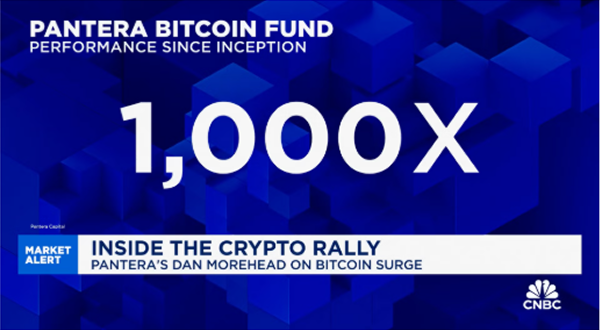 PANTERA BITCOIN FUND
PERFORMANCE SINCE INCEPTION
1,000X
Pantera Capital
MARKET
ALERT
INSIDE THE CRYPTO RALLY
PANTERA'S DAN MOREHEAD ON BITCOIN SURGE
CNBC